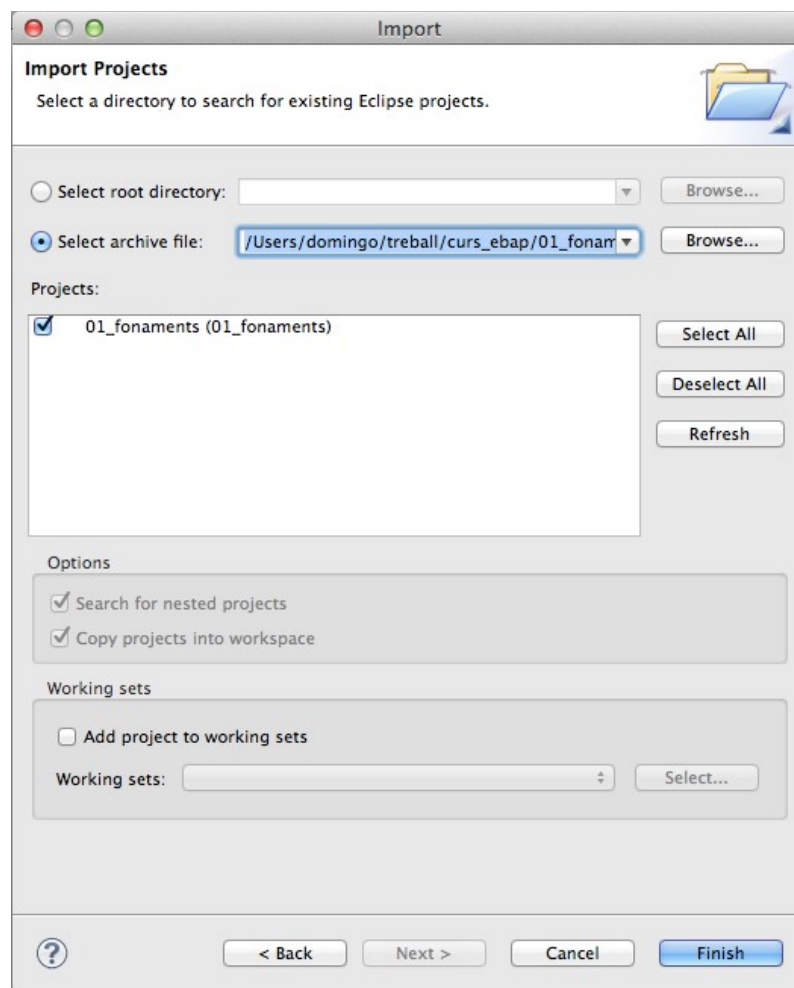 Import
Import Projects
Select a directory to search for existing Eclipse projects.
Select root directory:
Browse...
Select archive file: /Users/domingo/treball/curs_ebap/01_fonam Browse...
Projects:
01_fonaments (01_fonaments)
Select All
Deselect All
Refresh
Options
Search for nested projects
Copy projects into workspace
Working sets
Add project to working sets
Working sets: Select...
? < Back Next > Cancel Finish